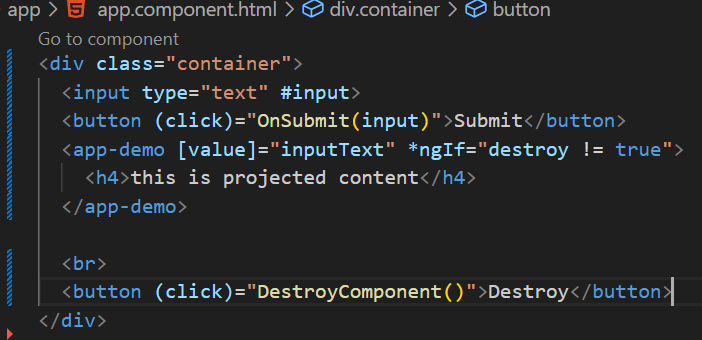 app > app.component.html > div.container > button
Go to component
<div class="container">
<input type="text" #input>
<button (click)="OnSubmit(input)">Submit</button>
<app-demo [value]="inputText" *ngIf="destroy != true">
<h4>this is projected content</h4>
</app-demo>
<br>
<button (click)="DestroyComponent()">Destroy</button>
</div>